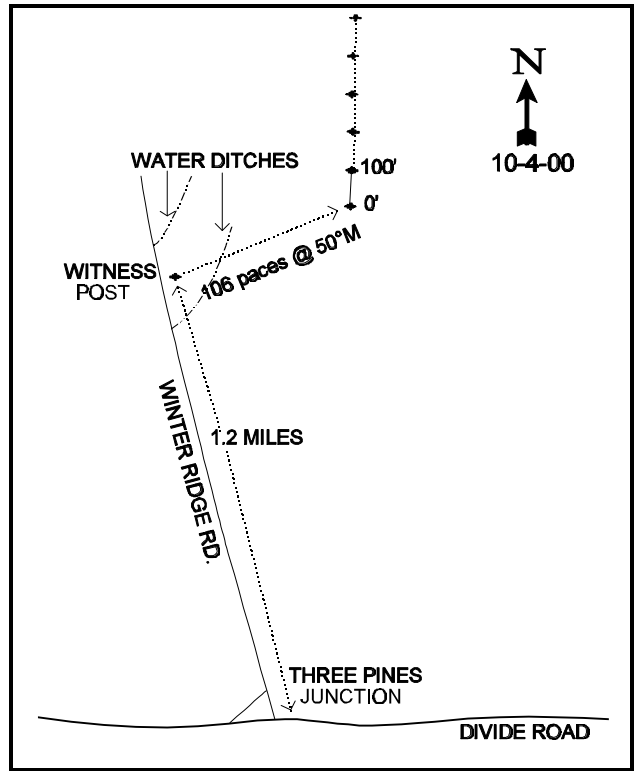 N
10-4-00
WATER DITCHES
100'
0'
WITNESS
POST
106 paces @ 50°M
WINTER RIDGE RD.
1.2 MILES
THREE PINES
JUNCTION
DIVIDE ROAD